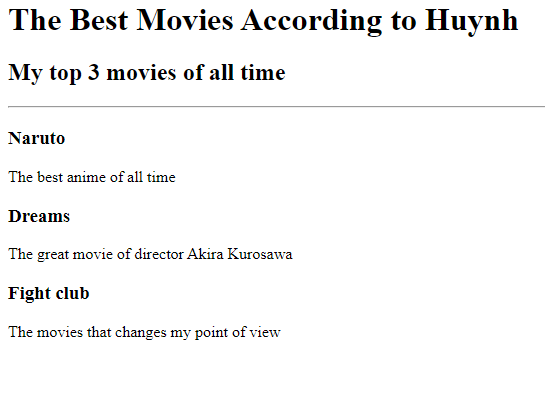 The Best Movies According to Huynh
My top 3 movies of all time
Naruto
The best anime of all time
Dreams
The great movie of director Akira Kurosawa
Fight club
The movies that changes my point of view